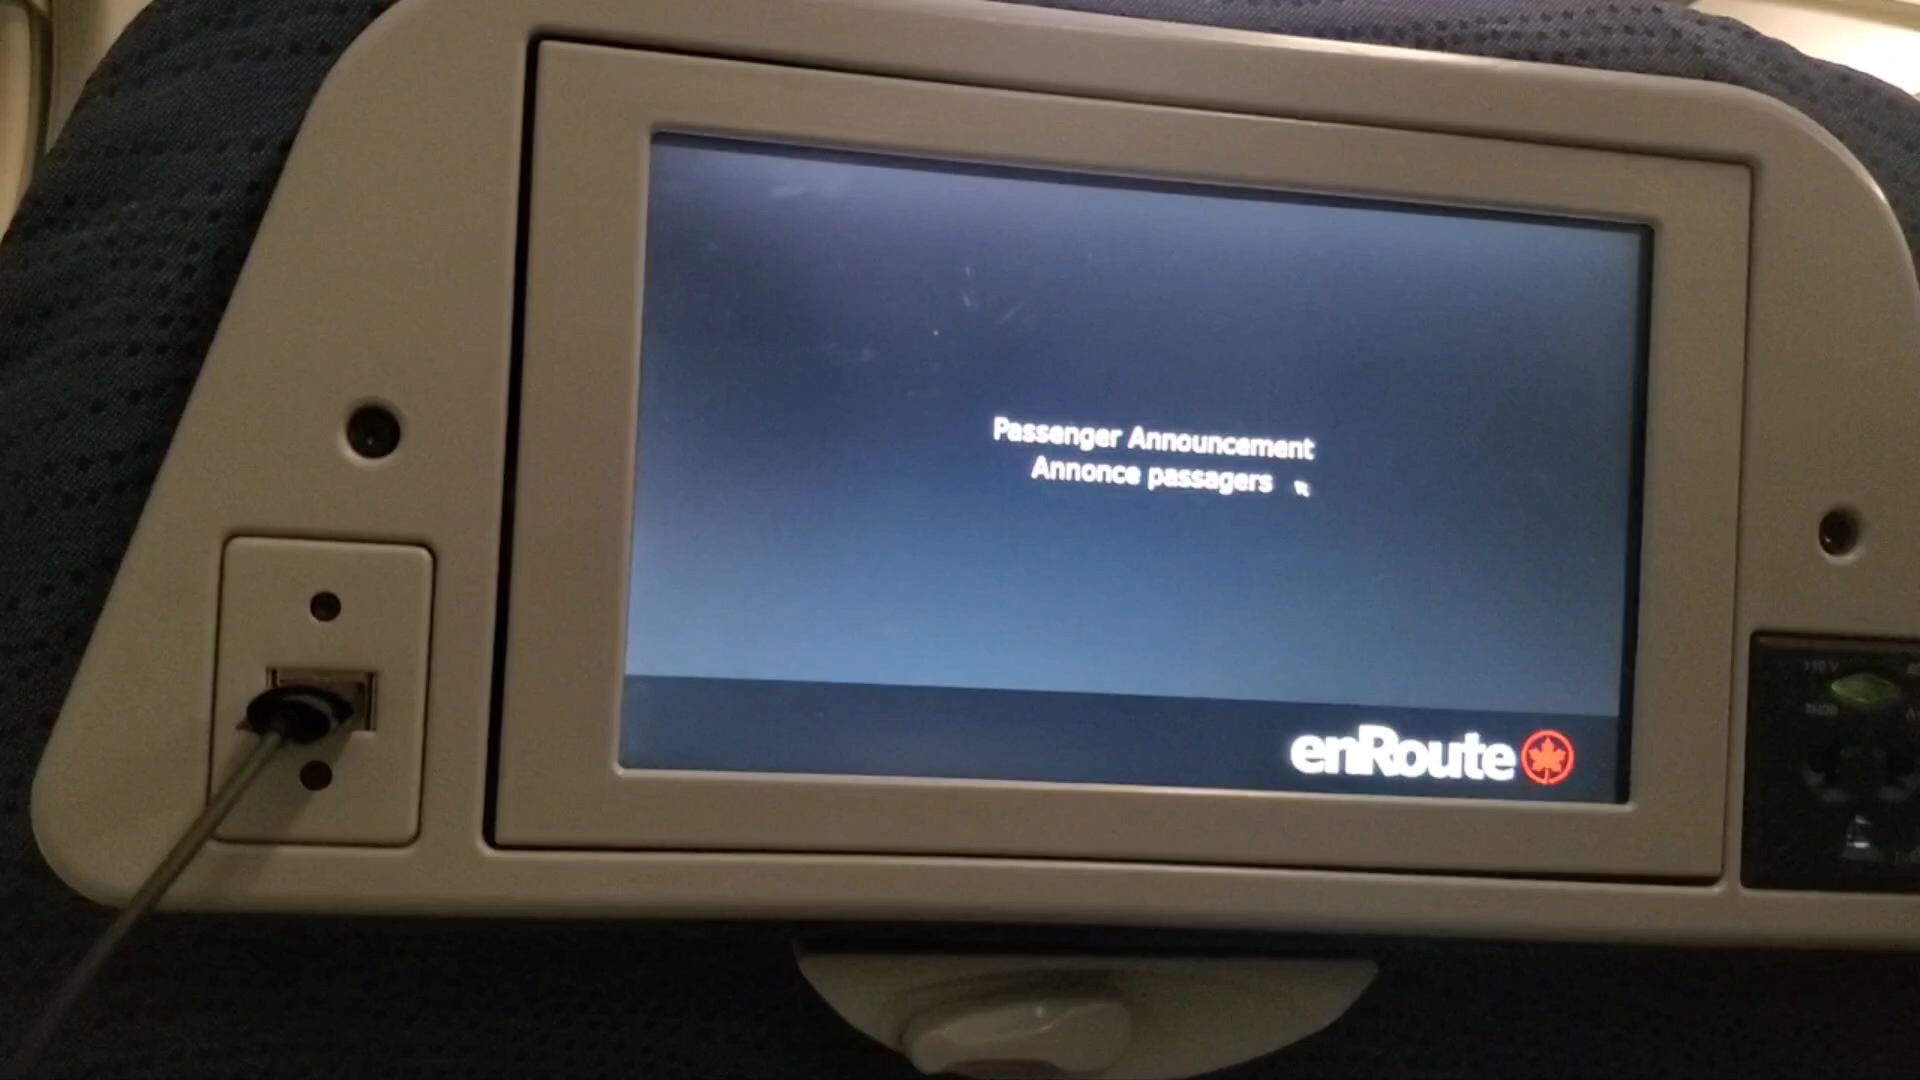 Passenger Announcement
Annonce passagers
enRoute